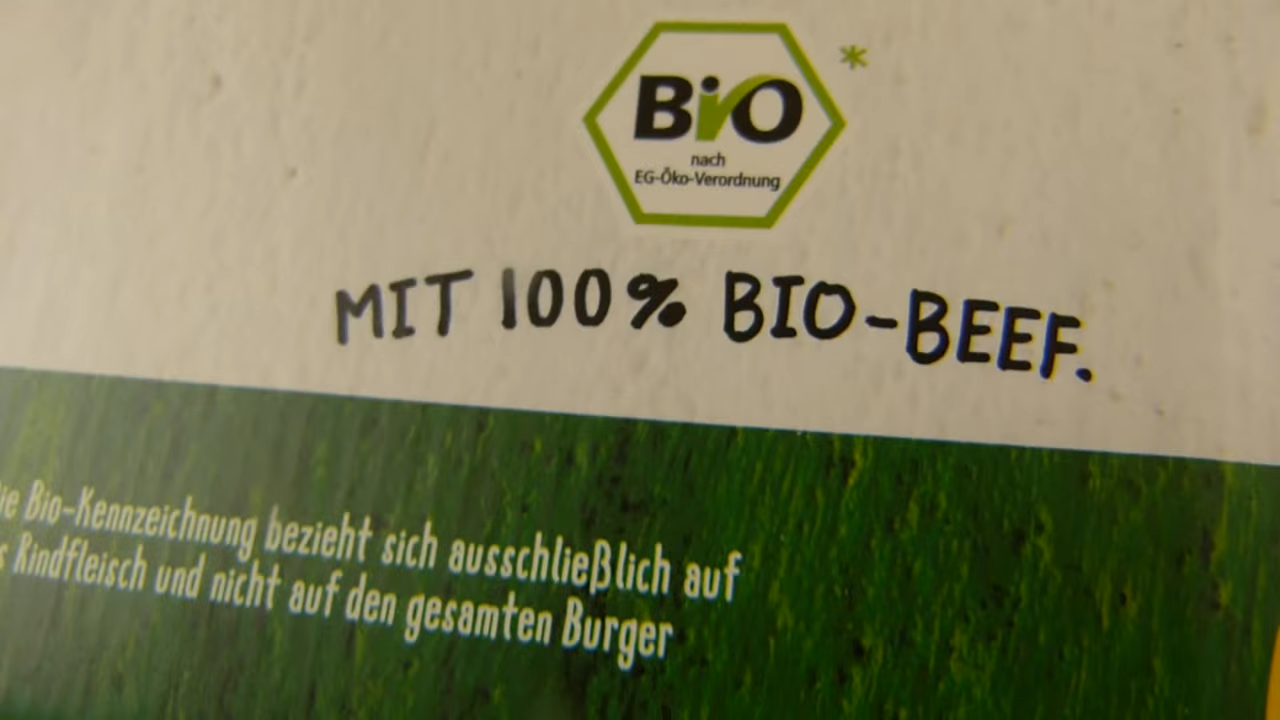 BiO
*
nach
EG-Öko-Verordnung
MIT 100% BIO-BEEF.
Bio-Kennzeichnung bezieht sich ausschließlich auf
Rindfleisch und nicht auf den gesamten Burger